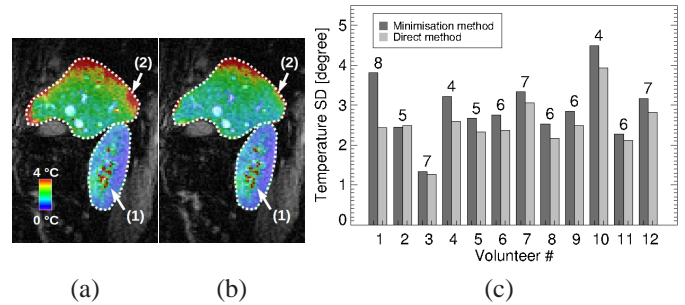 (2)
(1)
4 °C
0 °C
(2)
(1)
Temperature SD [degree]
5
4
3
2
1
0
Minimisation method
Direct method
8 5 7 4 5 6 7 6 6 4 6 7
1 2 3 4 5 6 7 8 9 10 11 12
Volunteer #
(a) (b) (c)